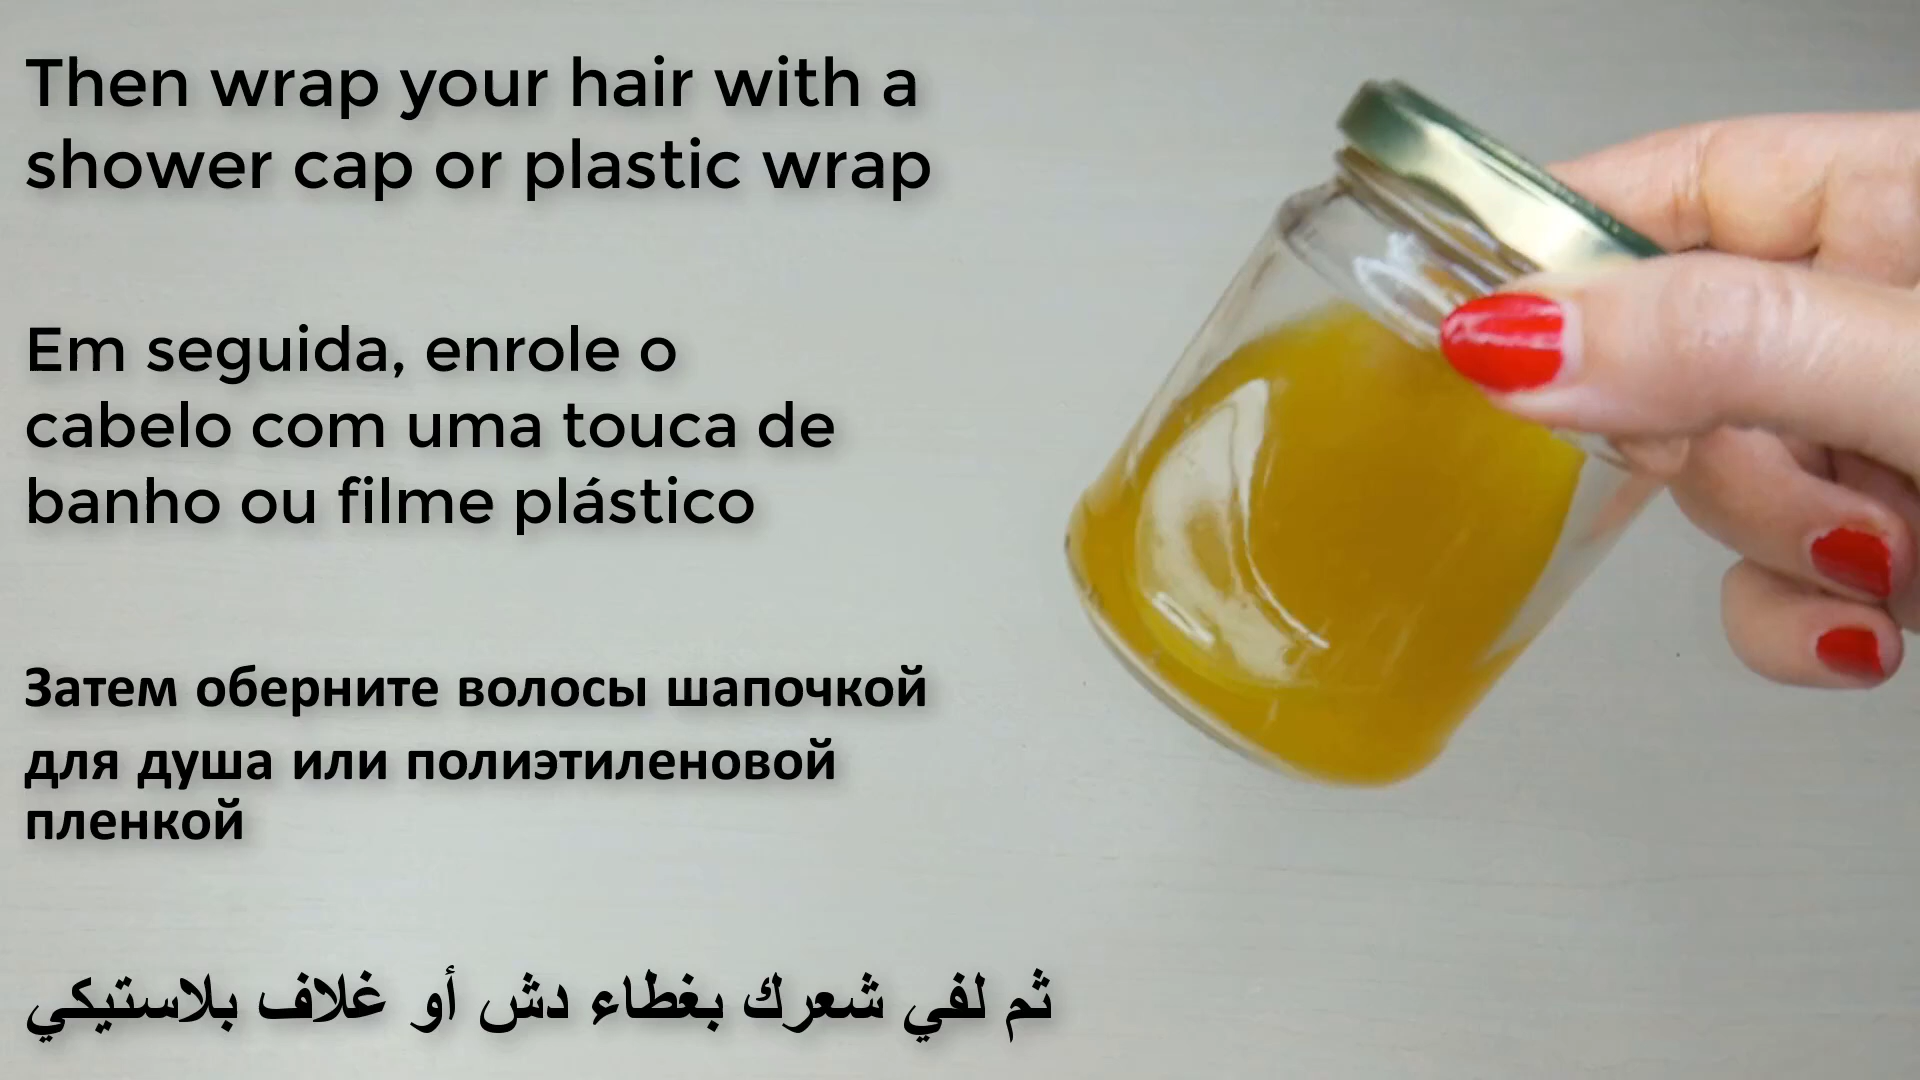 Then wrap your hair with a
shower cap or plastic wrap
Em seguida, enrole o
cabelo com uma touca de
banho ou filme plástico
Затем оберните волосы шапочкой
для душа или полиэтиленовой
пленкой
ثم لفي شعرك بغطاء دش أو غلاف بلاستيكي